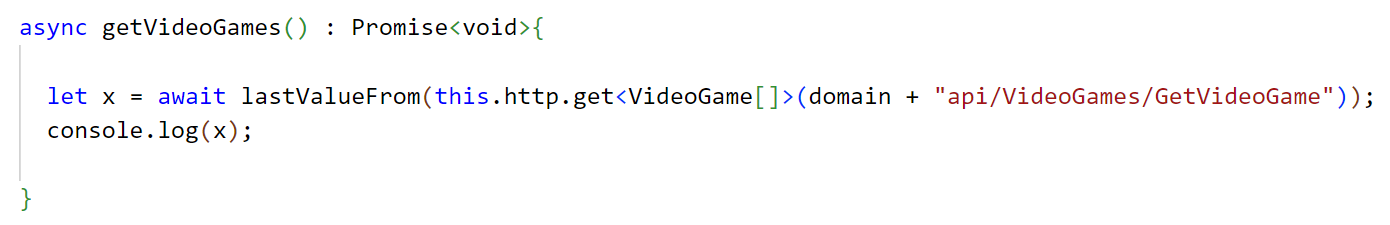 async getVideoGames() : Promise<void>{
let x = await lastValueFrom(this.http.get<VideoGame[]>(domain + "api/VideoGames/GetVideoGame"));
console.log(x);
}